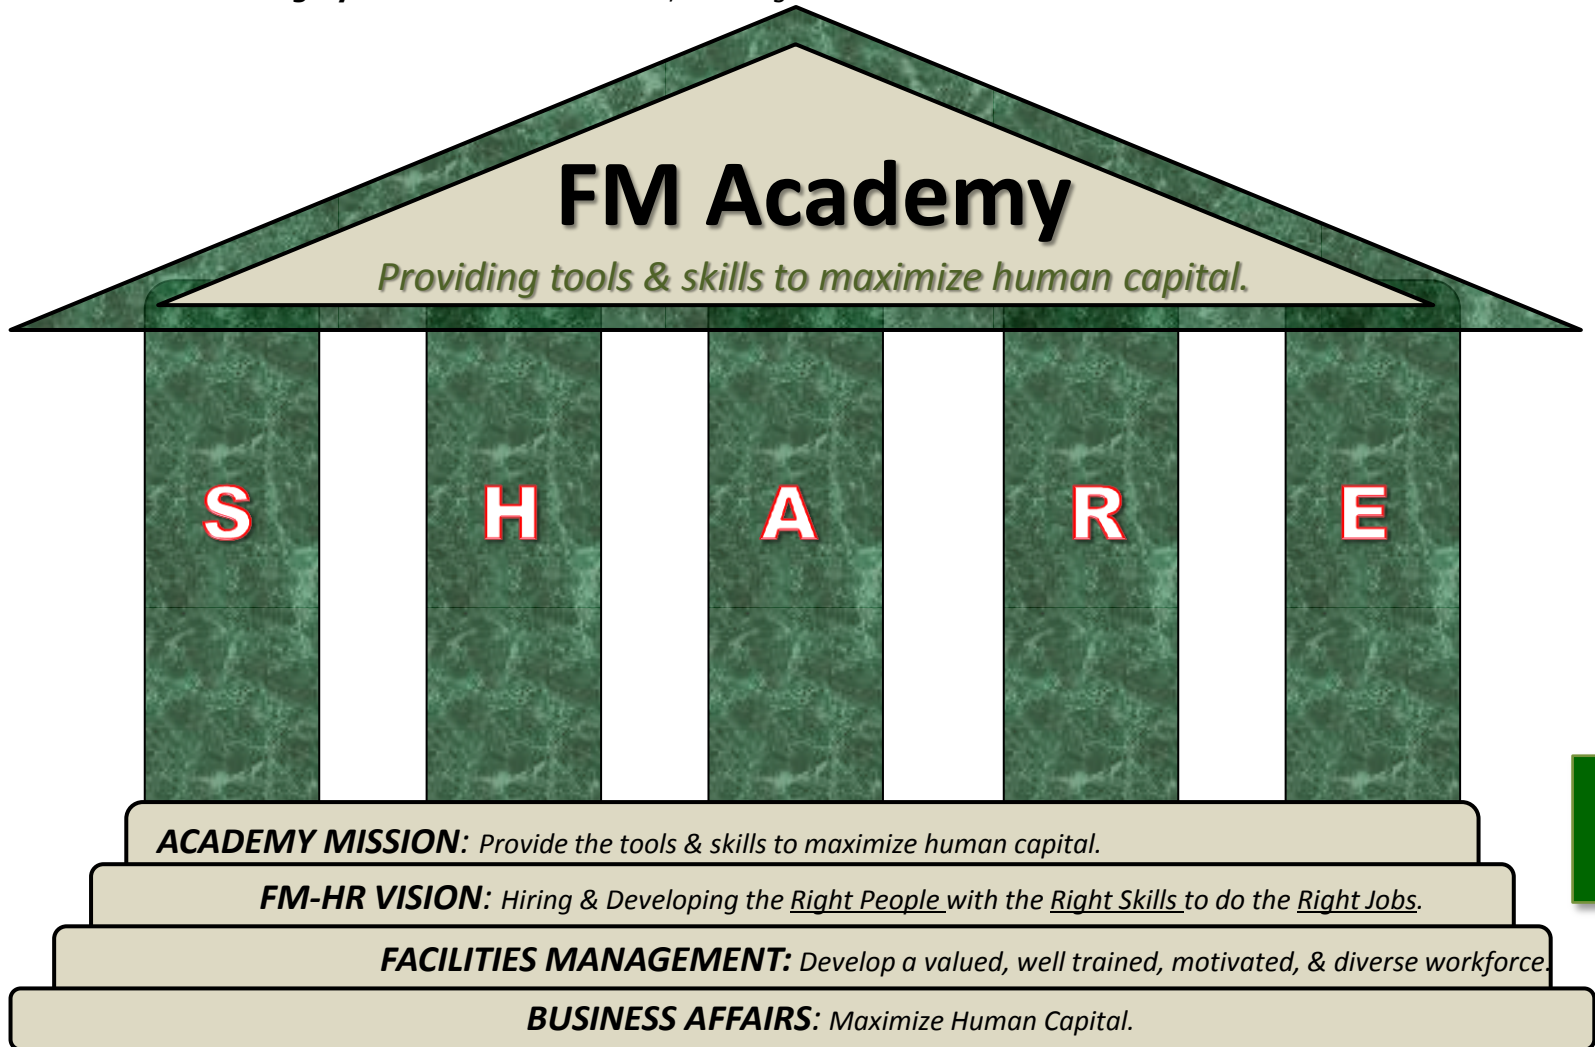 FM Academy
Providing tools & skills to maximize human capital.
S H A R E
ACADEMY MISSION: Provide the tools & skills to maximize human capital.
FM-HR VISION: Hiring & Developing the Right People with the Right Skills to do the Right Jobs.
FACILITIES MANAGEMENT: Develop a valued, well trained, motivated, & diverse workforce.
BUSINESS AFFAIRS: Maximize Human Capital.